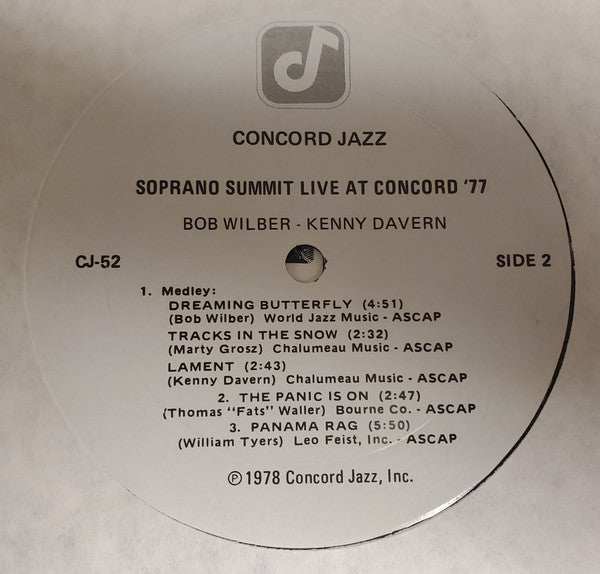 CONCORD JAZZ
SOPRANO SUMMIT LIVE AT CONCORD '77
BOB WILBER - KENNY DAVERN
CJ-52 SIDE 2
1. Medley:
DREAMING BUTTERFLY (4:51)
(Bob Wilber) World Jazz Music - ASCAP
TRACKS IN THE SNOW (2:32)
(Marty Grosz) Chalumeau Music - ASCAP
LAMENT (2:43)
(Kenny Davern) Chalumeau Music - ASCAP
2. THE PANIC IS ON (2:47)
(Thomas "Fats" Waller) Bourne Co. - ASCAP
3. PANAMA RAG (5:50)
(William Tyers) Leo Feist, Inc. - ASCAP
℗ 1978 Concord Jazz, Inc.